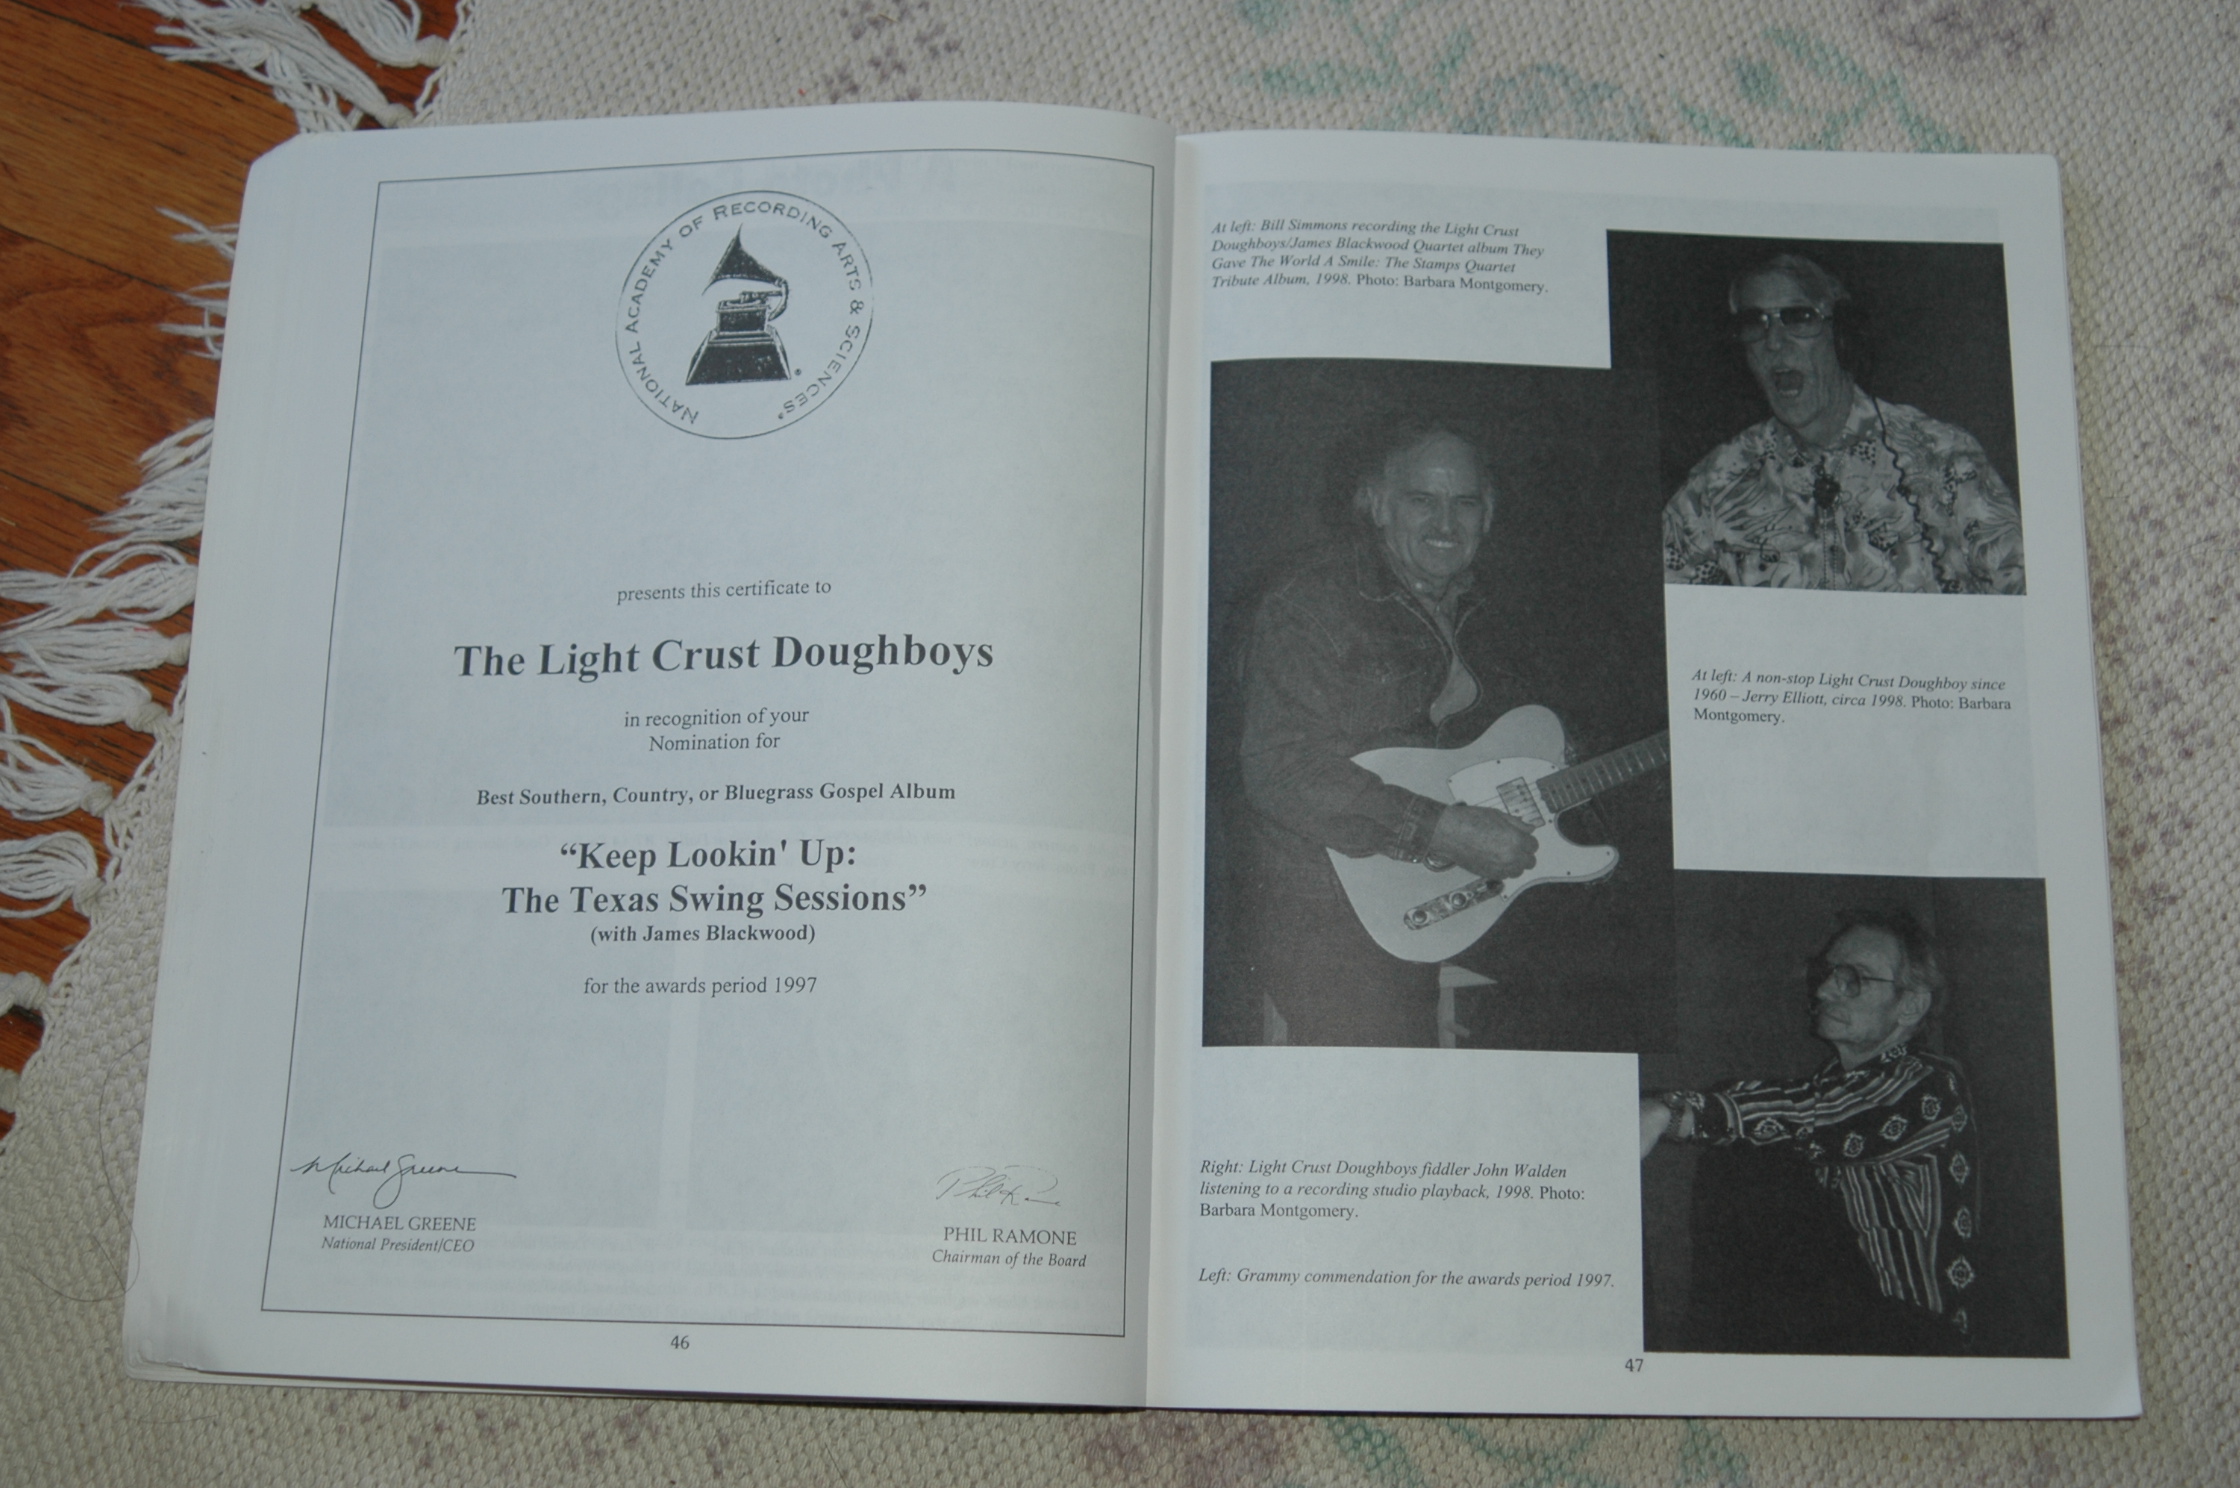 NATIONAL ACADEMY OF RECORDING ARTS & SCIENCES®
®
presents this certificate to
The Light Crust Doughboys
in recognition of your
Nomination for
Best Southern, Country, or Bluegrass Gospel Album
“Keep Lookin' Up:
The Texas Swing Sessions”
(with James Blackwood)
for the awards period 1997
Michael Greene
MICHAEL GREENE
National President/CEO
Phil R
PHIL RAMONE
Chairman of the Board
46
At left: Bill Simmons recording the Light Crust
Doughboys/James Blackwood Quartet album They
Gave The World A Smile: The Stamps Quartet
Tribute Album, 1998. Photo: Barbara Montgomery.
At left: A non-stop Light Crust Doughboy since
1960 – Jerry Elliott, circa 1998. Photo: Barbara
Montgomery.
Right: Light Crust Doughboys fiddler John Walden
listening to a recording studio playback, 1998. Photo:
Barbara Montgomery.
Left: Grammy commendation for the awards period 1997.
47